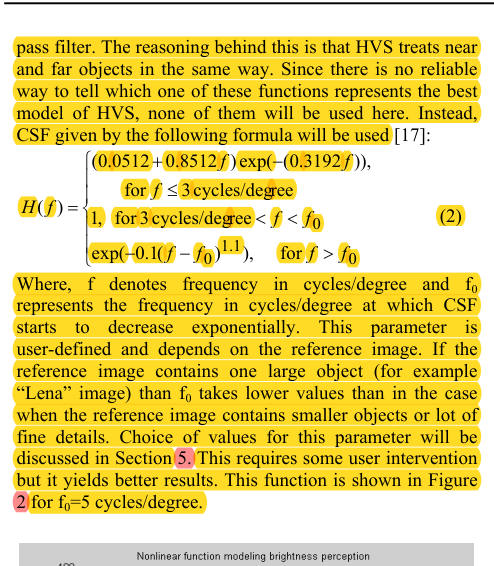 pass filter. The reasoning behind this is that HVS treats near
and far objects in the same way. Since there is no reliable
way to tell which one of these functions represents the best
model of HVS, none of them will be used here. Instead,
CSF given by the following formula will be used [17]:
(0.0512+0.8512f)exp(−(0.3192f)),
for f ≤3cycles/degree
H(f)= 1, for3cycles/degree< f < f0 (2)
exp(−0.1(f − f0)^1.1), for f > f0
Where, f denotes frequency in cycles/degree and f0
represents the frequency in cycles/degree at which CSF
starts to decrease exponentially. This parameter is
user-defined and depends on the reference image. If the
reference image contains one large object (for example
“Lena” image) than f0 takes lower values than in the case
when the reference image contains smaller objects or lot of
fine details. Choice of values for this parameter will be
discussed in Section 5. This requires some user intervention
but it yields better results. This function is shown in Figure
2 for f0=5 cycles/degree.
Nonlinear function modeling brightness perception